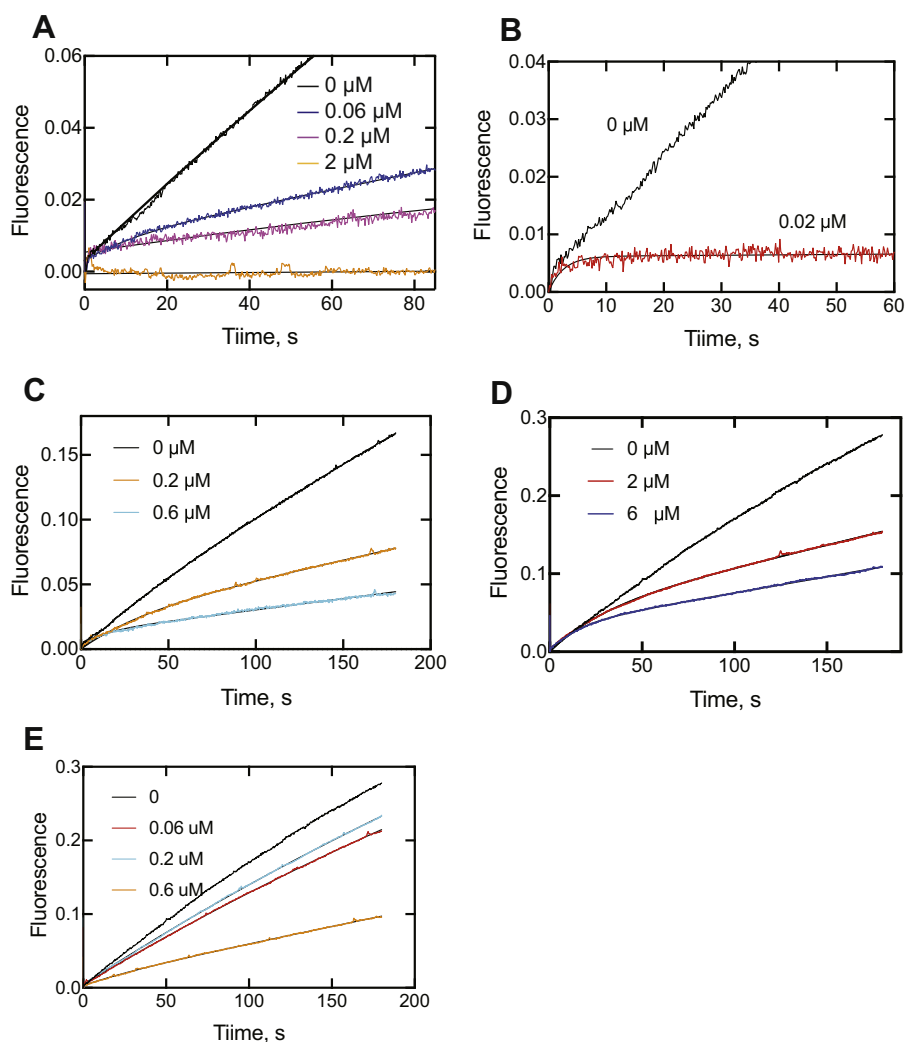 A
0.06
0.04
0.02
0.00
0 µM
0.06 µM
0.2 µM
2 µM
Fluorescence
0 20 40 60 80
Tiime, s
B
0.04
0.03
0.02
0.01
0.00
0 µM
0.02 µM
Fluorescence
0 10 20 30 40 50 60
Tiime, s
C
0.15
0.10
0.05
0.00
0 µM
0.2 µM
0.6 µM
Fluorescence
0 50 100 150 200
Time, s
D
0.3
0.2
0.1
0.0
0 µM
2 µM
6 µM
Fluorescence
0 50 100 150
Time, s
E
0.3
0.2
0.1
0.0
0
0.06 uM
0.2 uM
0.6 uM
Fluorescence
0 50 100 150 200
Tiime, s